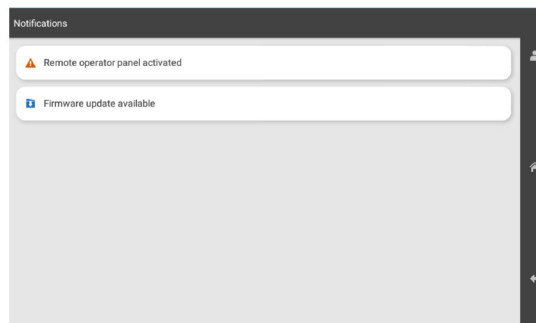 Notifications
Remote operator panel activated
Firmware update available